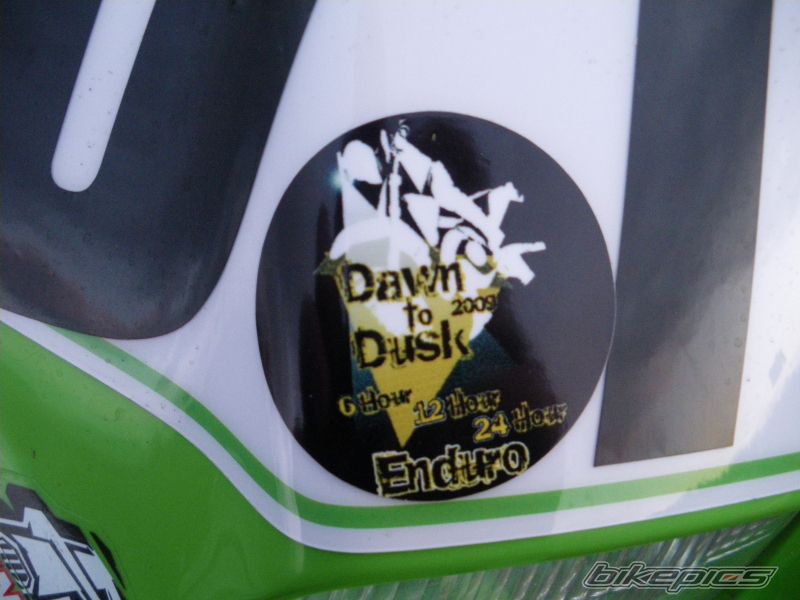 Dawn
to 2009
Dusk
6 Hour
12 Hour
24 Hour
Enduro
bikepics